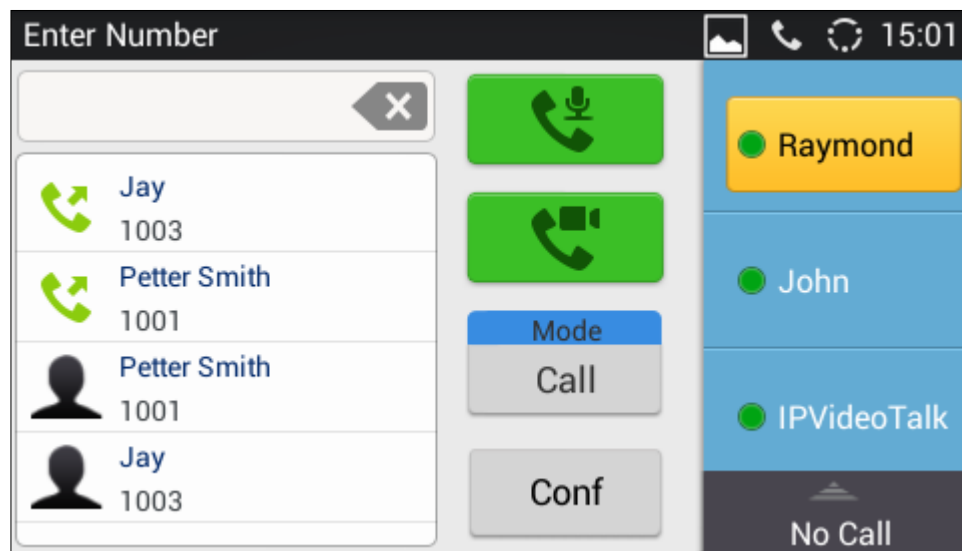 Enter Number
15:01
Jay
1003
Petter Smith
1001
Petter Smith
1001
Jay
1003
Mode
Call
Conf
Raymond
John
IPVideoTalk
No Call